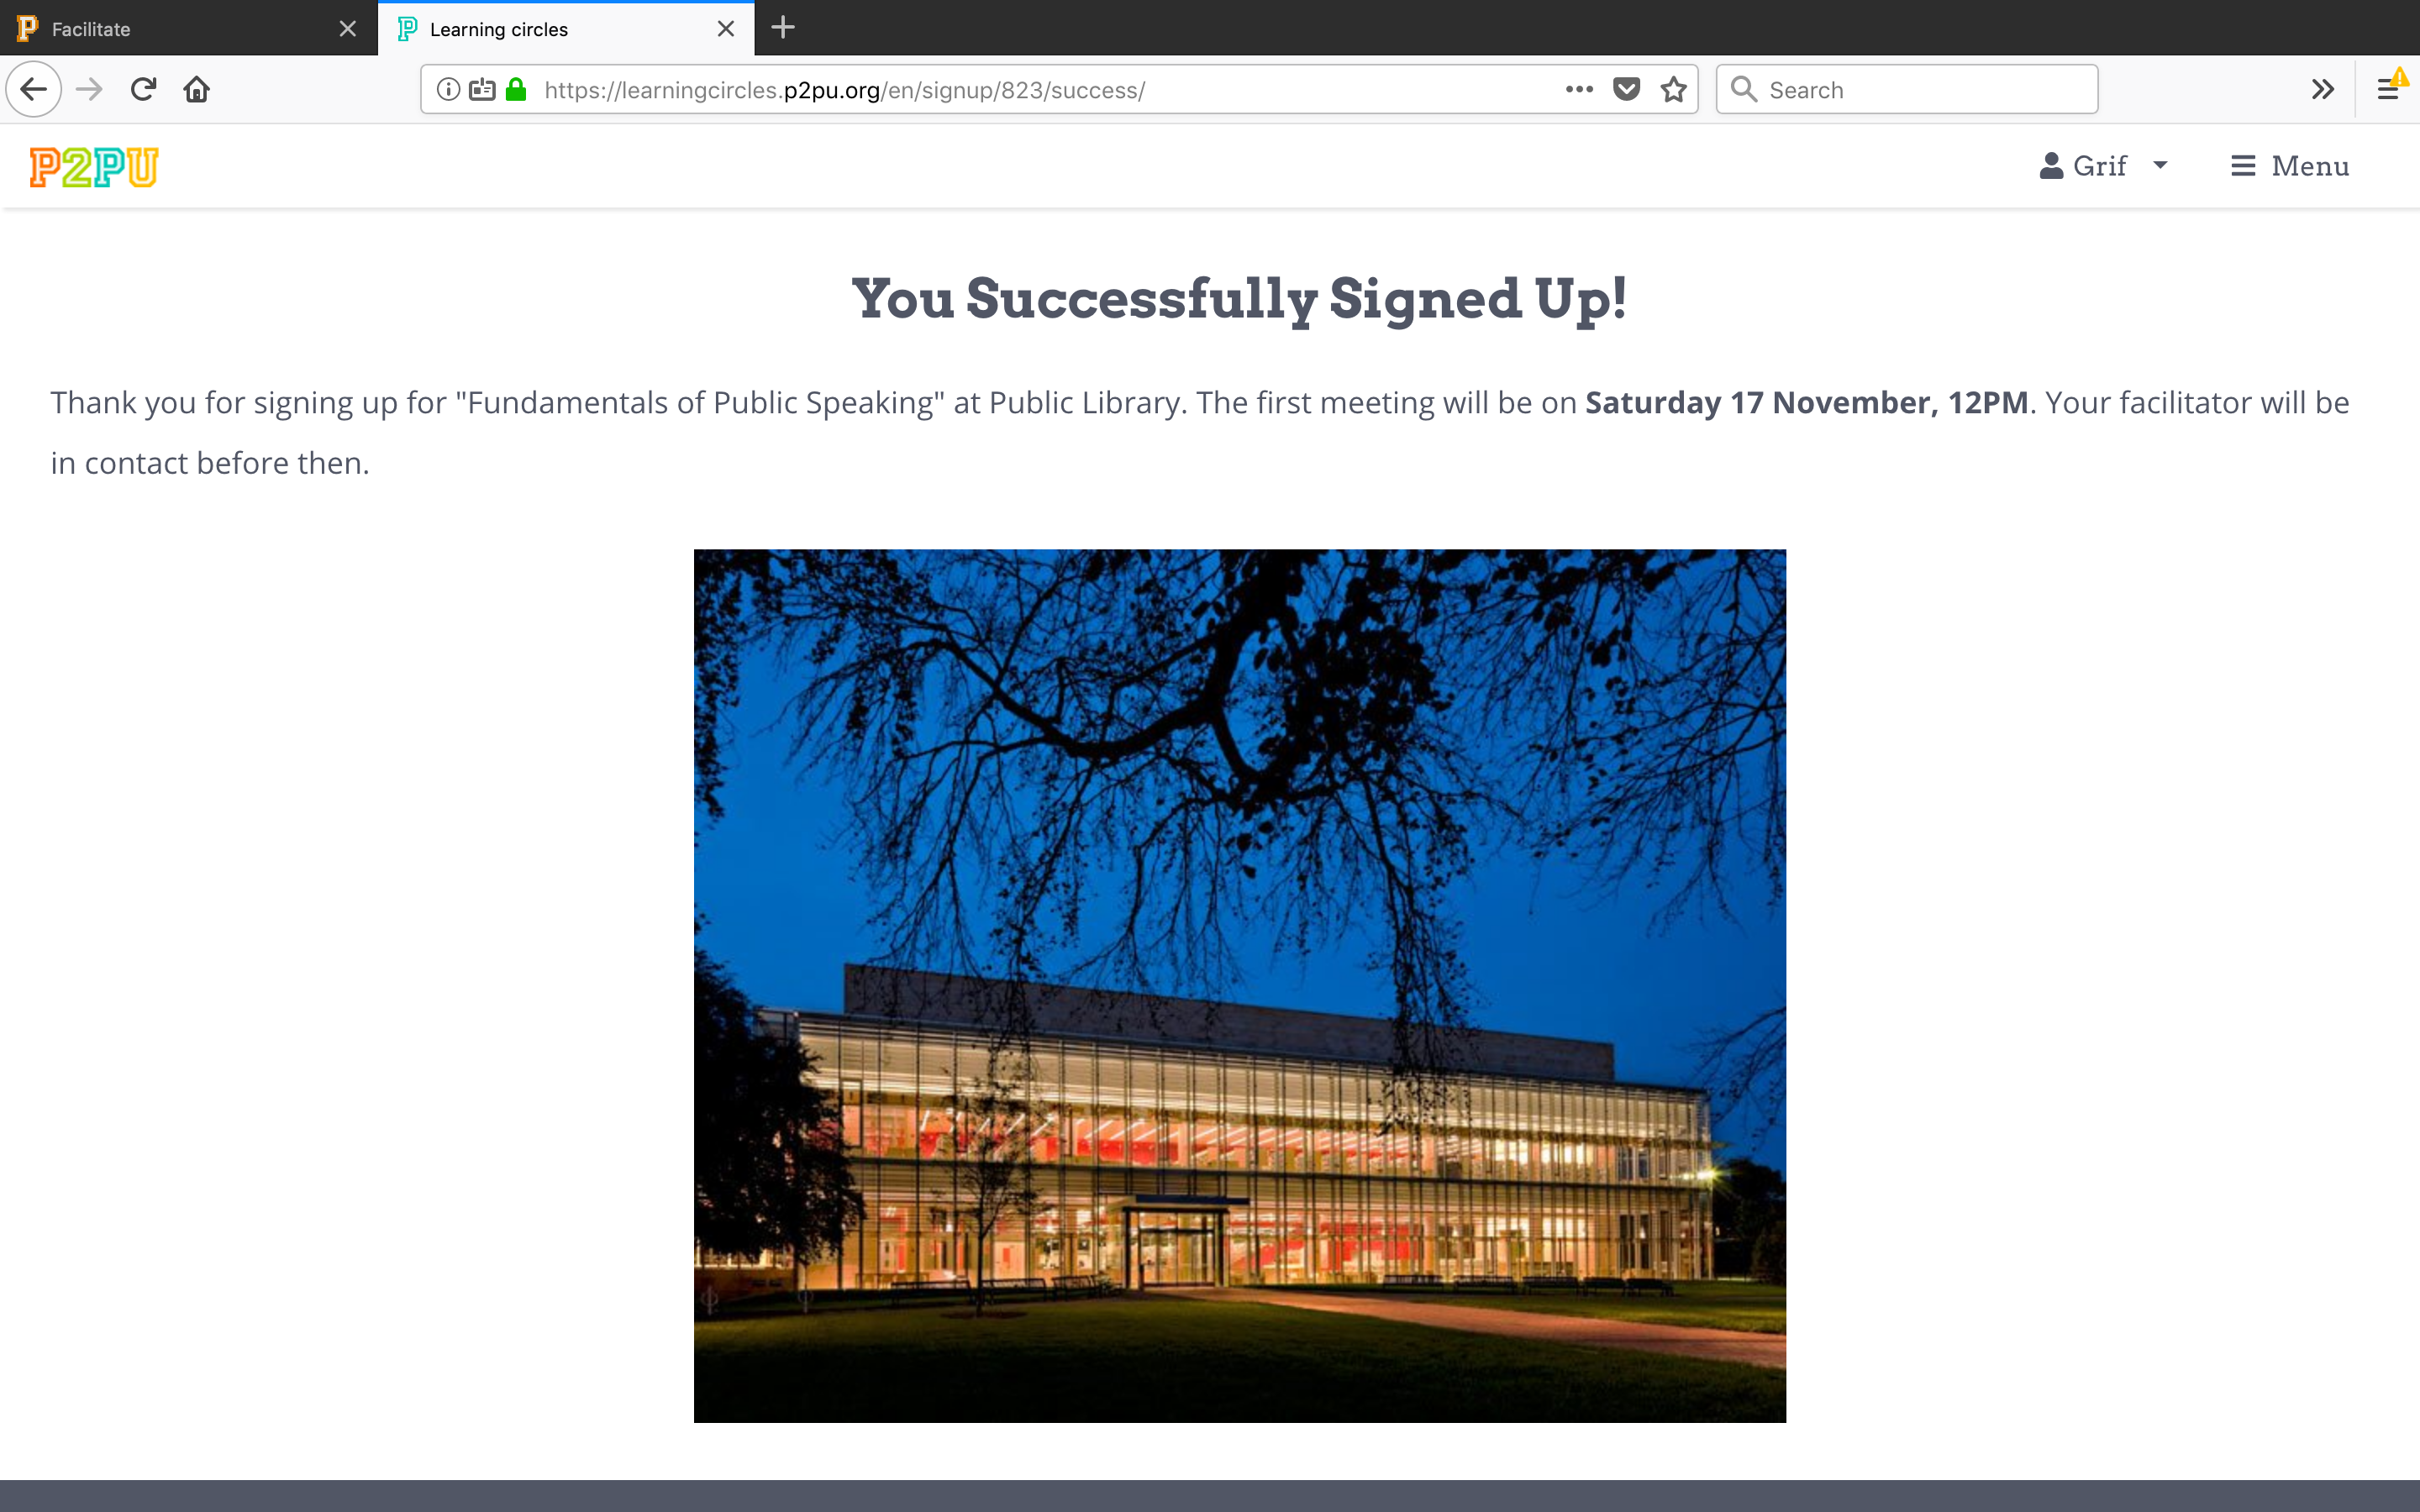 Facilitate
Learning circles
https://learningcircles.p2pu.org/en/signup/823/success/
Search
P2PU
Grif
Menu
You Successfully Signed Up!
Thank you for signing up for "Fundamentals of Public Speaking" at Public Library. The first meeting will be on Saturday 17 November, 12PM. Your facilitator will be
in contact before then.